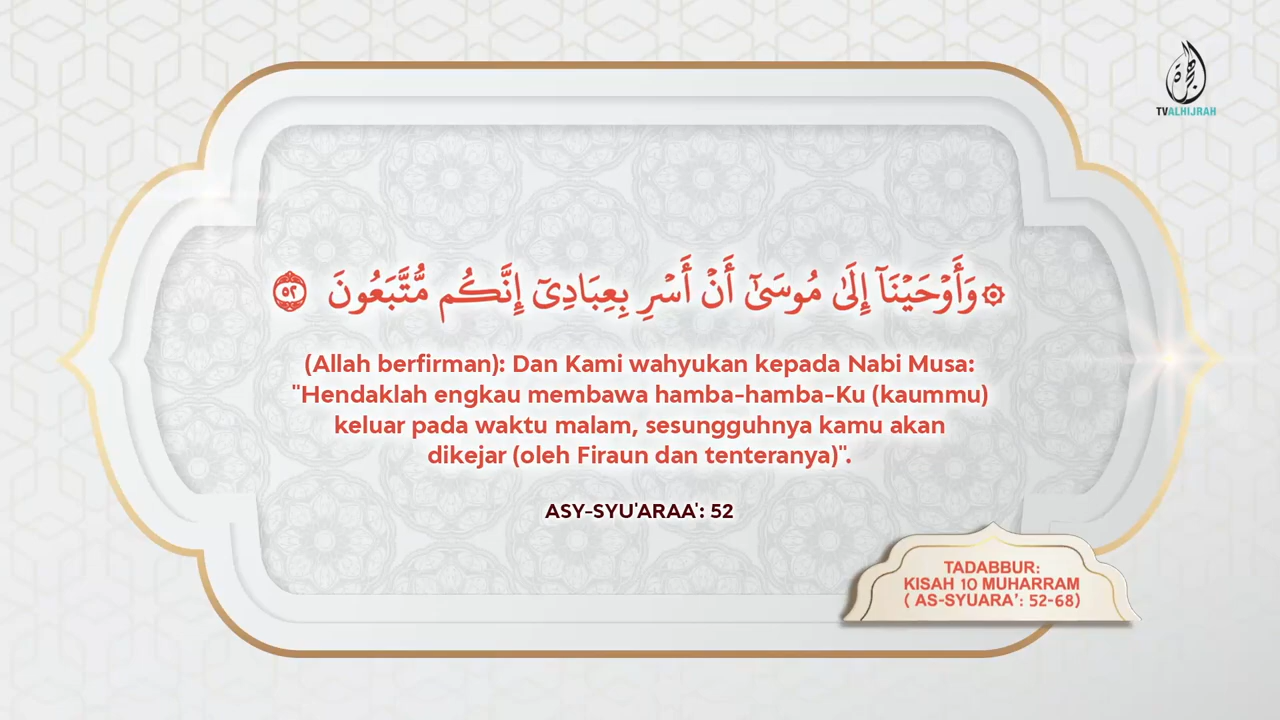 هجرة
TVALHIJRAH
۞ وَأَوۡحَيۡنَآ إِلَىٰ مُوسَىٰٓ أَنۡ أَسۡرِ بِعِبَادِيٓ إِنَّكُم مُّتَّبَعُونَ ٥٢
(Allah berfirman): Dan Kami wahyukan kepada Nabi Musa:
"Hendaklah engkau membawa hamba-hamba-Ku (kaummu)
keluar pada waktu malam, sesungguhnya kamu akan
dikejar (oleh Firaun dan tenteranya)".
ASY-SYU'ARAA': 52
TADABBUR:
KISAH 10 MUHARRAM
( AS-SYUARA’: 52-68)